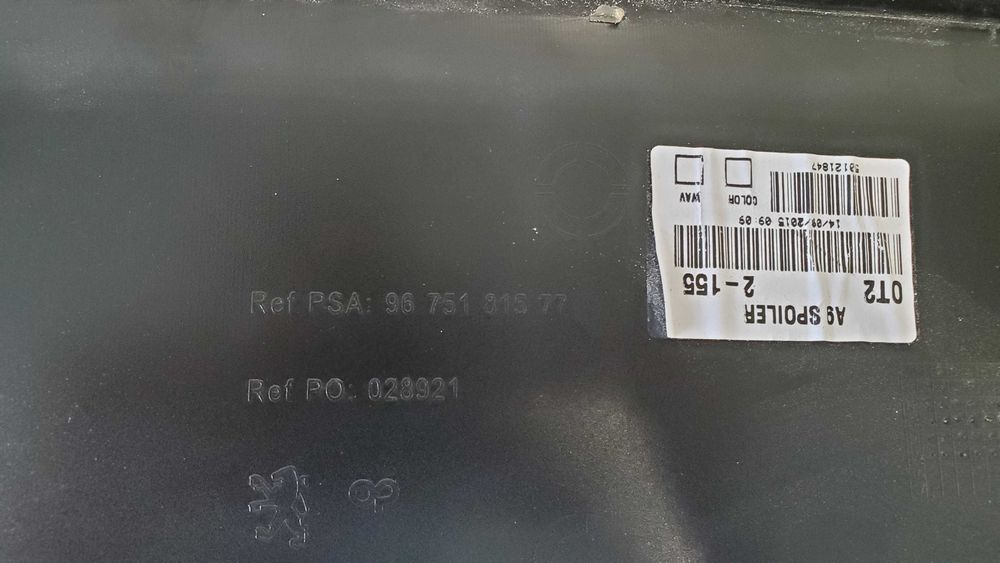 Ref PSA: 96 751 815 77
Ref PO: 028921
A9 SPOILER
0T2 2-155
14/09/2015 09 09
COLOR WAV
50121847